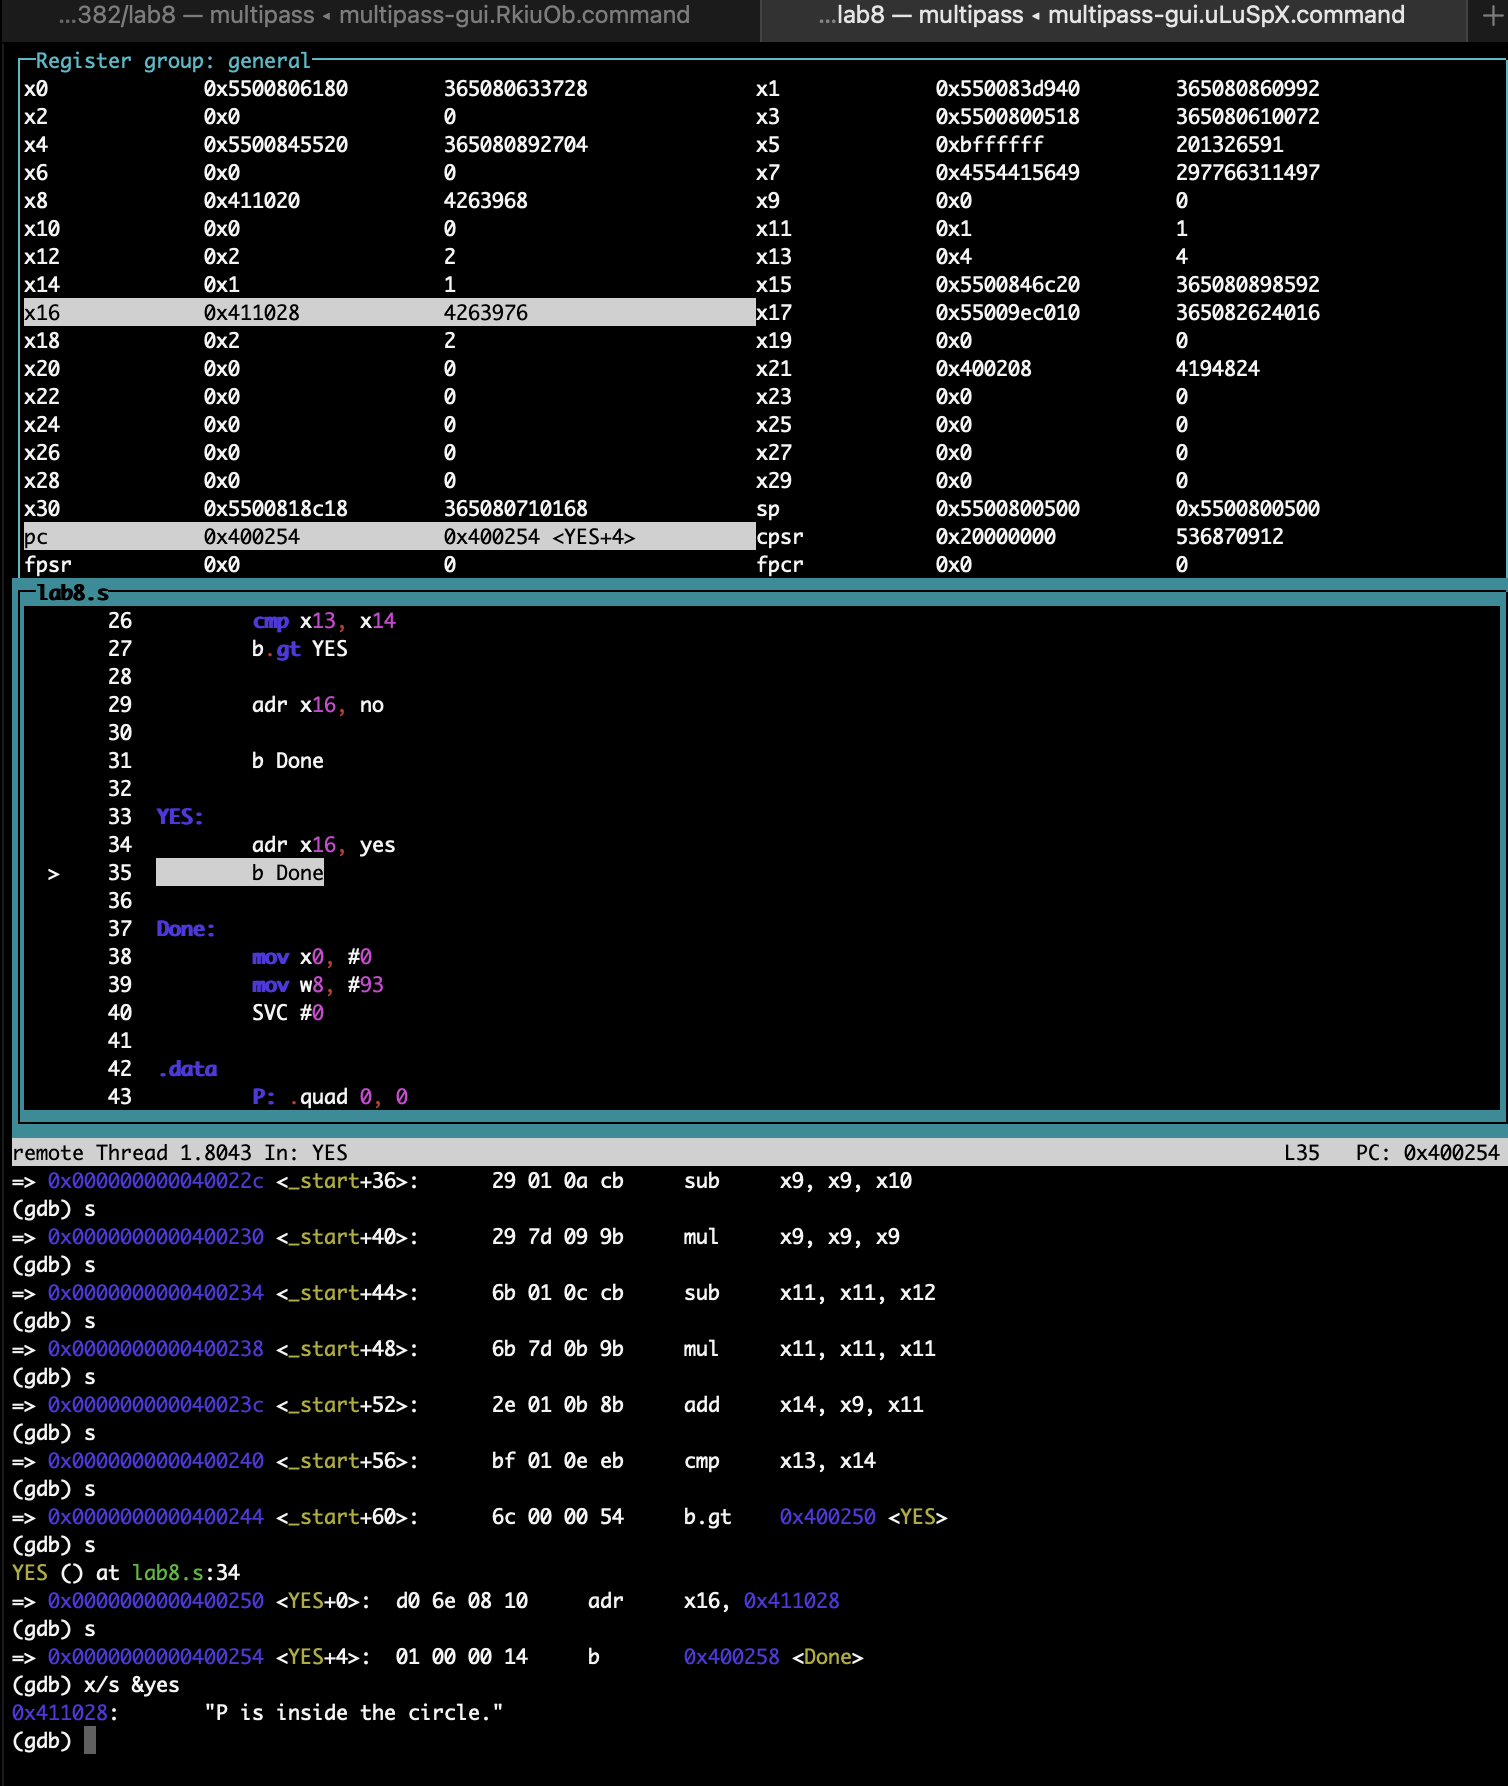 ...382/lab8 — multipass ◂ multipass-gui.RkiuOb.command ...lab8 — multipass ◂ multipass-gui.uLuSpX.command +
Register group: general
x0 0x5500806180 365080633728 x1 0x550083d940 365080860992
x2 0x0 0 x3 0x5500800518 365080610072
x4 0x5500845520 365080892704 x5 0xbffffff 201326591
x6 0x0 0 x7 0x4554415649 297766311497
x8 0x411020 4263968 x9 0x0 0
x10 0x0 0 x11 0x1 1
x12 0x2 2 x13 0x4 4
x14 0x1 1 x15 0x5500846c20 365080898592
x16 0x411028 4263976 x17 0x55009ec010 365082624016
x18 0x2 2 x19 0x0 0
x20 0x0 0 x21 0x400208 4194824
x22 0x0 0 x23 0x0 0
x24 0x0 0 x25 0x0 0
x26 0x0 0 x27 0x0 0
x28 0x0 0 x29 0x0 0
x30 0x5500818c18 365080710168 sp 0x5500800500 0x5500800500
pc 0x400254 0x400254 <YES+4> cpsr 0x20000000 536870912
fpsr 0x0 0 fpcr 0x0 0
lab8.s
26 cmp x13, x14
27 b.gt YES
28
29 adr x16, no
30
31 b Done
32
33 YES:
34 adr x16, yes
> 35 b Done
36
37 Done:
38 mov x0, #0
39 mov w8, #93
40 SVC #0
41
42 .data
43 P: .quad 0, 0
remote Thread 1.8043 In: YES L35 PC: 0x400254
=> 0x000000000040022c <_start+36>: 29 01 0a cb sub x9, x9, x10
(gdb) s
=> 0x0000000000400230 <_start+40>: 29 7d 09 9b mul x9, x9, x9
(gdb) s
=> 0x0000000000400234 <_start+44>: 6b 01 0c cb sub x11, x11, x12
(gdb) s
=> 0x0000000000400238 <_start+48>: 6b 7d 0b 9b mul x11, x11, x11
(gdb) s
=> 0x000000000040023c <_start+52>: 2e 01 0b 8b add x14, x9, x11
(gdb) s
=> 0x0000000000400240 <_start+56>: bf 01 0e eb cmp x13, x14
(gdb) s
=> 0x0000000000400244 <_start+60>: 6c 00 00 54 b.gt 0x400250 <YES>
(gdb) s
YES () at lab8.s:34
=> 0x0000000000400250 <YES+0>: d0 6e 08 10 adr x16, 0x411028
(gdb) s
=> 0x0000000000400254 <YES+4>: 01 00 00 14 b 0x400258 <Done>
(gdb) x/s &yes
0x411028: "P is inside the circle."
(gdb)